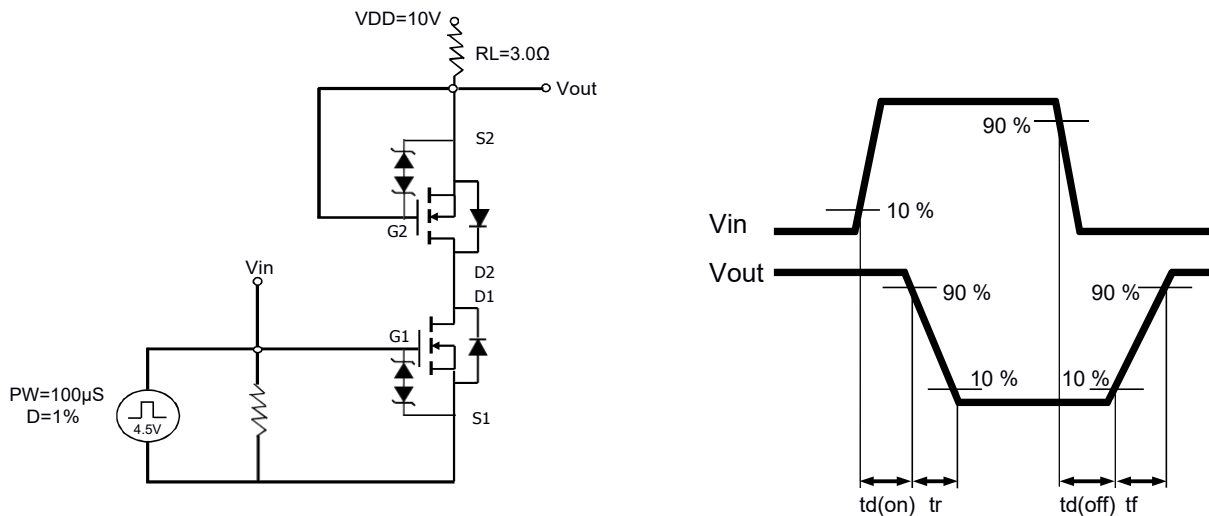 VDD=10V
RL=3.0Ω
Vout
S2
G2
D2
D1
Vin
G1
S1
PW=100µS
D=1%
4.5V
90 %
10 %
Vin
Vout
90 %
90 %
10 %
10 %
td(on) tr
td(off) tf